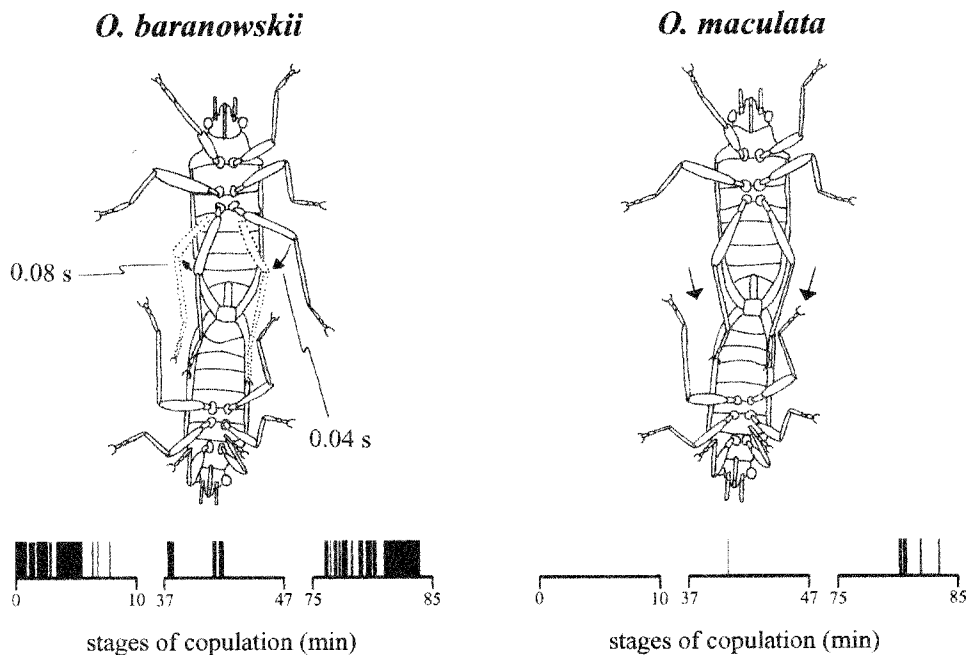 O. baranowskii
O. maculata
0.08 s
0.04 s
0 10 37 47 75 85
0 10 37 47 75 85
stages of copulation (min)
stages of copulation (min)